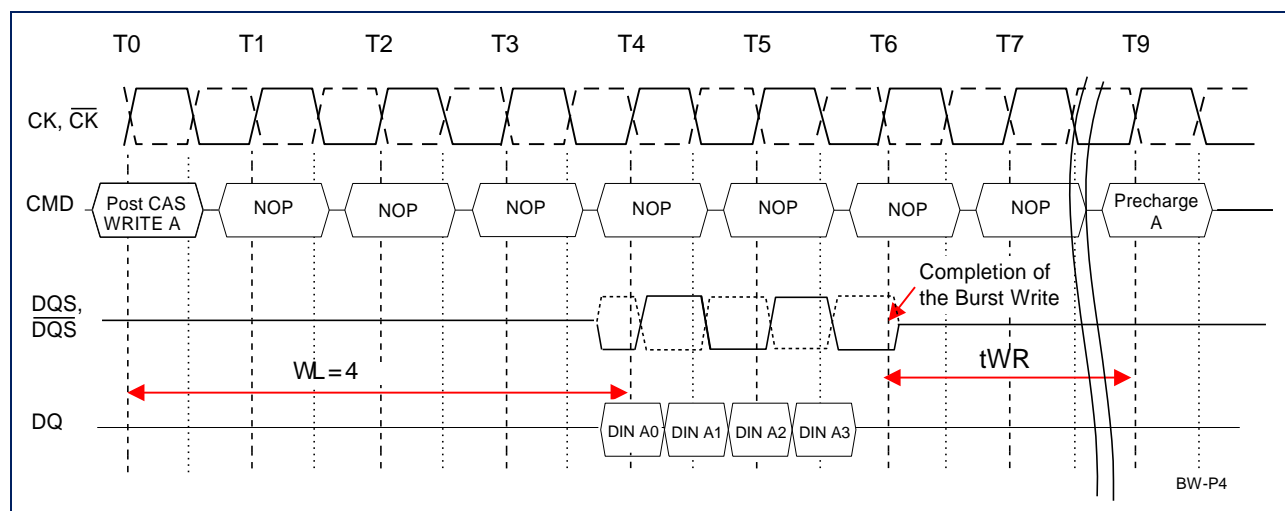 T0 T1 T2 T3 T4 T5 T6 T7 T9
CK, CK
CMD
Post CAS
WRITE A
NOP NOP NOP NOP NOP NOP NOP
Precharge
A
DQS,
DQS
Completion of
the Burst Write
WL=4
tWR
DQ
DIN A0 DIN A1 DIN A2 DIN A3
BW-P4